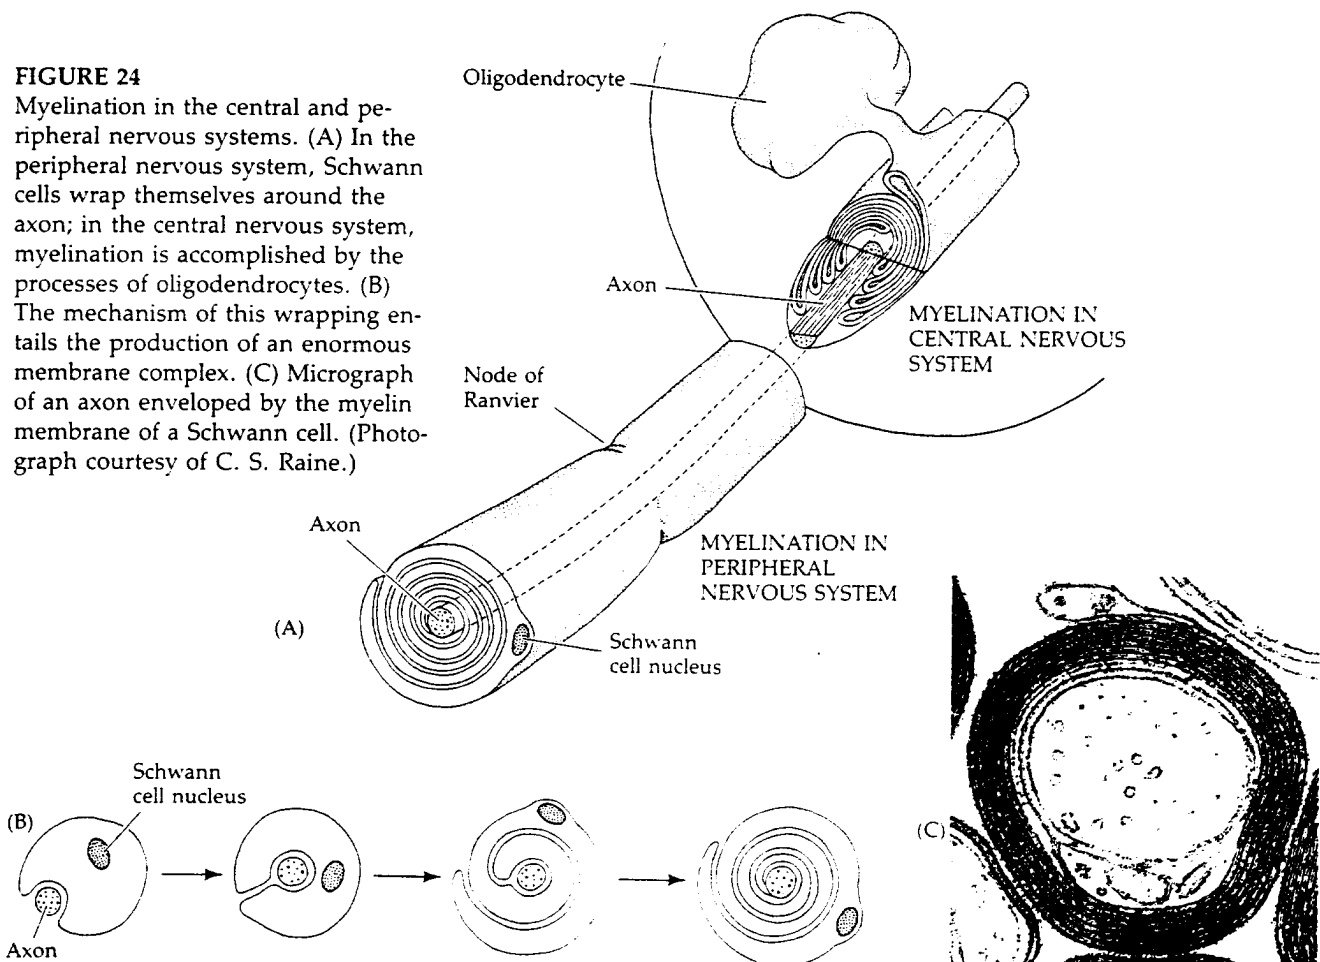 FIGURE 24
Myelination in the central and pe-
ripheral nervous systems. (A) In the
peripheral nervous system, Schwann
cells wrap themselves around the
axon; in the central nervous system,
myelination is accomplished by the
processes of oligodendrocytes. (B)
The mechanism of this wrapping en-
tails the production of an enormous
membrane complex. (C) Micrograph
of an axon enveloped by the myelin
membrane of a Schwann cell. (Photo-
graph courtesy of C. S. Raine.)
Oligodendrocyte
Axon
MYELINATION IN
CENTRAL NERVOUS
SYSTEM
Node of
Ranvier
Axon
MYELINATION IN
PERIPHERAL
NERVOUS SYSTEM
(A)
Schwann
cell nucleus
Schwann
cell nucleus
(B)
Axon
(C)